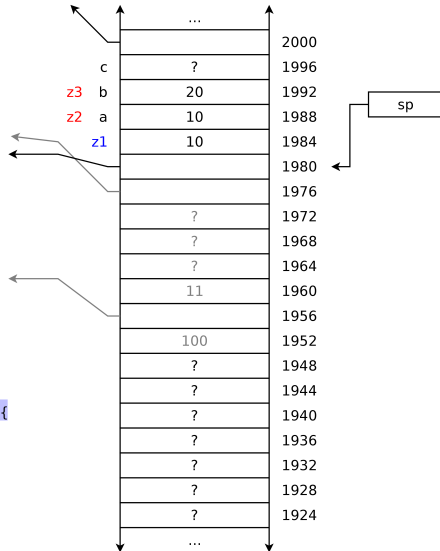 ...
2000
c ? 1996
z3 b 20 1992
sp
z2 a 10 1988
z1 10 1984
1980
1976
? 1972
? 1968
? 1964
11 1960
1956
100 1952
? 1948
? 1944
{ ? 1940
? 1936
? 1932
? 1928
? 1924
...